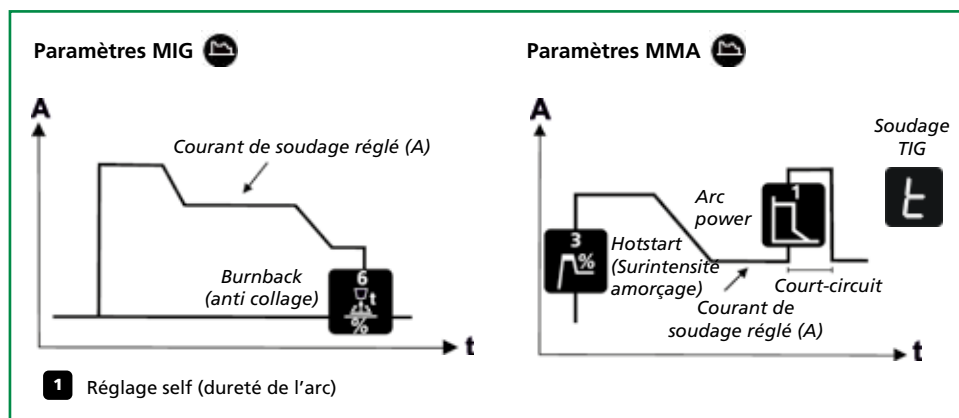 Paramètres MIG
A
Courant de soudage réglé (A)
Burnback
(anti collage)
6
t
%
t
1 Réglage self (dureté de l’arc)
Paramètres MMA
A
3
%
Hotstart
(Surintensité
amorçage)
Arc
power
1
Court-circuit
Courant de
soudage réglé (A)
t
Soudage
TIG
t